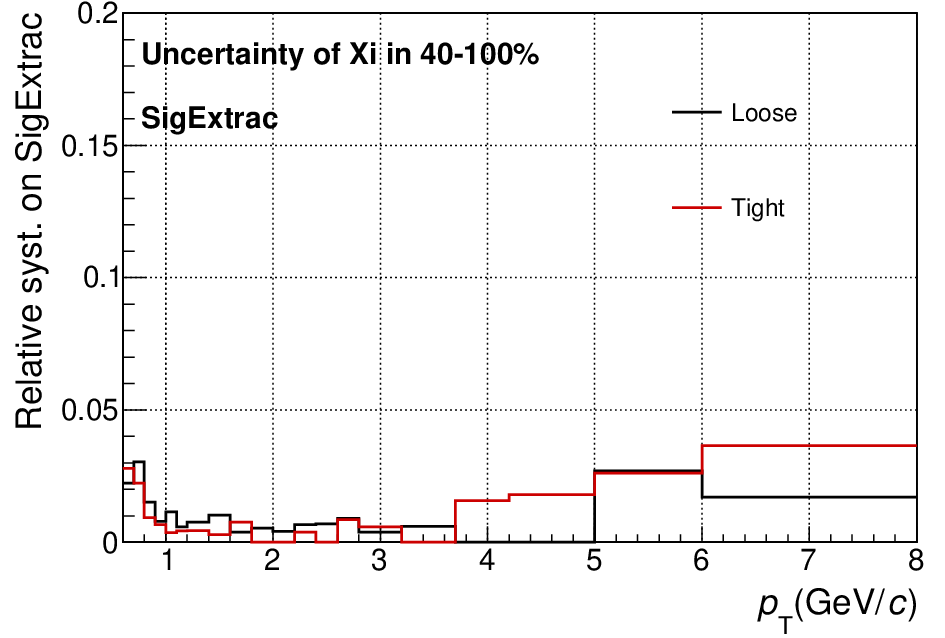 Relative syst. on SigExtrac
0.2
0.15
0.1
0.05
0
Uncertainty of Xi in 40-100%
SigExtrac
Loose
Tight
1 2 3 4 5 6 7 8
pT(GeV/c)